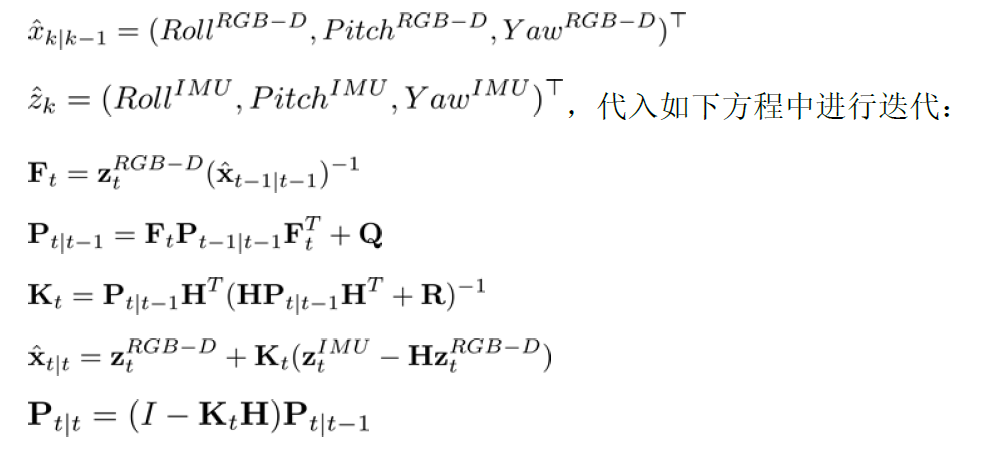 x̂_{k|k−1} = (Roll^{RGB−D}, Pitch^{RGB−D}, Yaw^{RGB−D})^⊤
ẑ_k = (Roll^{IMU}, Pitch^{IMU}, Yaw^{IMU})^⊤，代入如下方程中进行迭代：
F_t = z_t^{RGB−D}(x̂_{t−1|t−1})^{−1}
P_{t|t−1} = F_t P_{t−1|t−1} F_t^T + Q
K_t = P_{t|t−1} H^T (H P_{t|t−1} H^T + R)^{−1}
x̂_{t|t} = z_t^{RGB−D} + K_t (z_t^{IMU} − H z_t^{RGB−D})
P_{t|t} = (I − K_t H) P_{t|t−1}